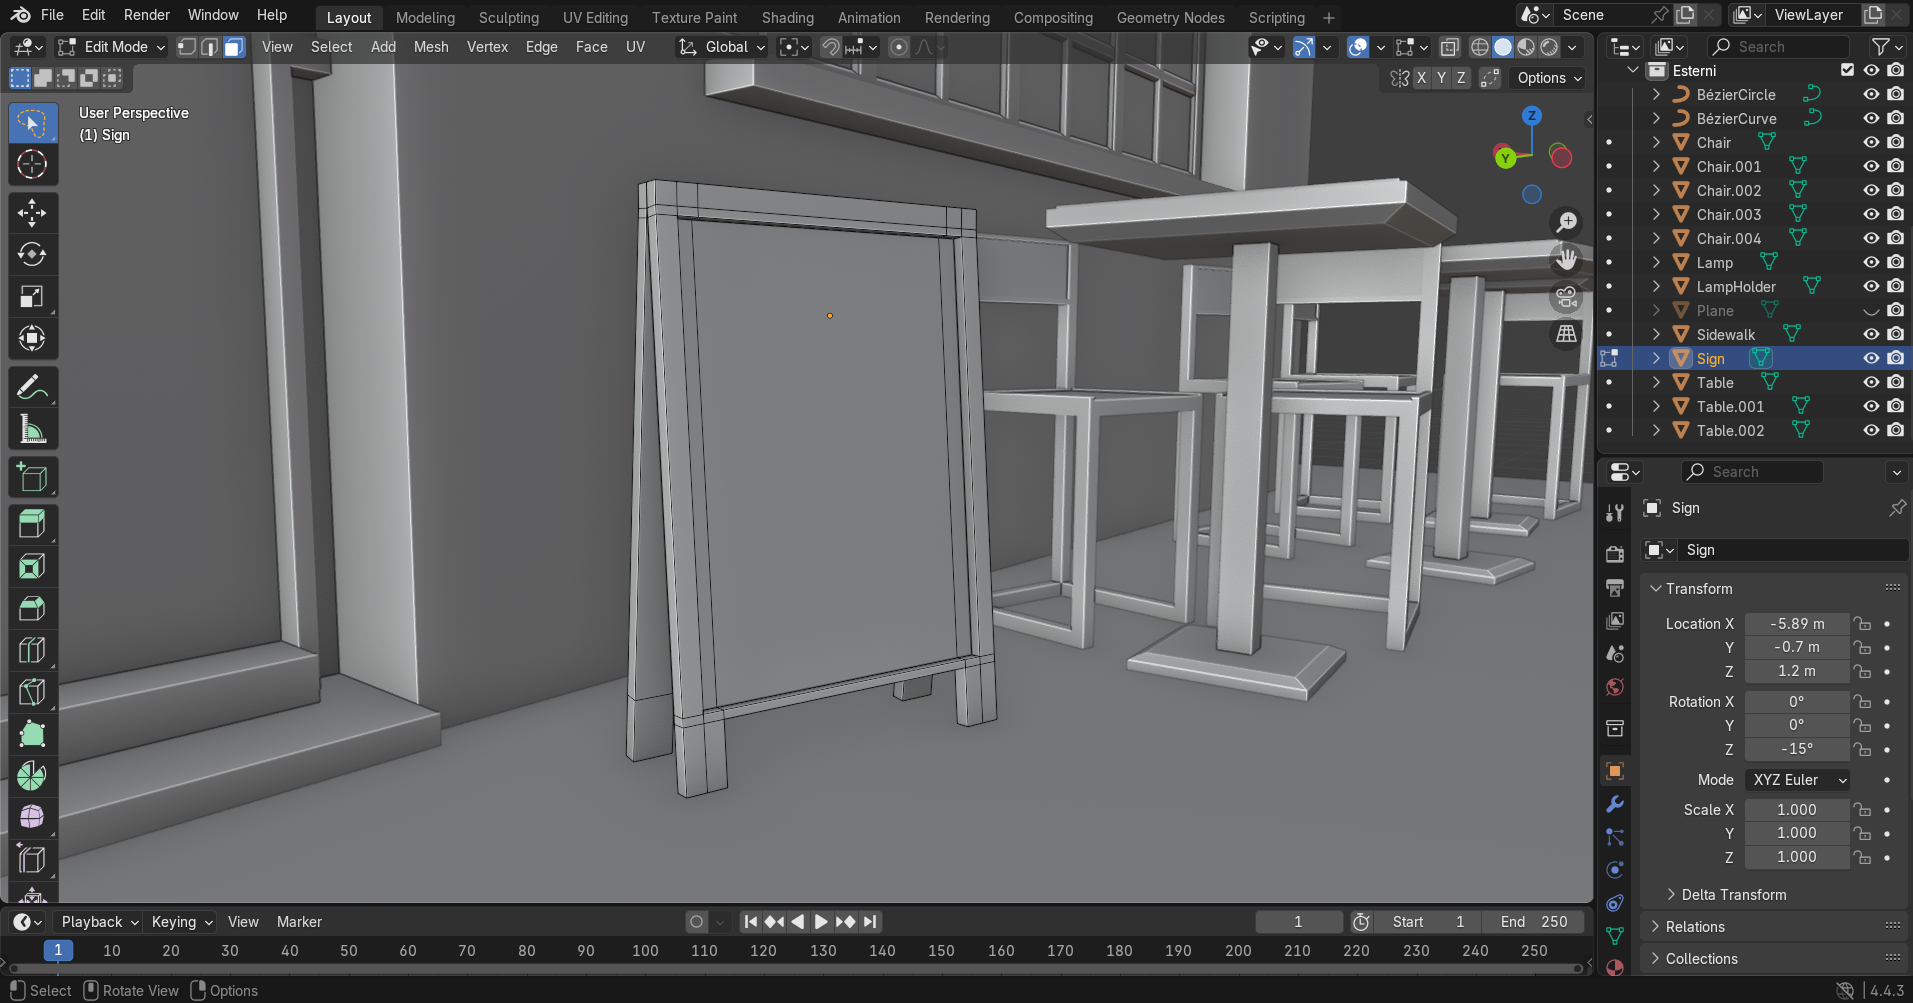 File Edit Render Window Help Layout Modeling Sculpting UV Editing Texture Paint Shading Animation Rendering Compositing Geometry Nodes Scripting + Scene ViewLayer
Edit Mode View Select Add Mesh Vertex Edge Face UV Global Search
X Y Z Options
User Perspective
(1) Sign
Z
Y
Esterni
BézierCircle
BézierCurve
Chair
Chair.001
Chair.002
Chair.003
Chair.004
Lamp
LampHolder
Plane
Sidewalk
Sign
Table
Table.001
Table.002
Search
Sign
Sign
Transform
Location X -5.89 m
Y -0.7 m
Z 1.2 m
Rotation X 0°
Y 0°
Z -15°
Mode XYZ Euler
Scale X 1.000
Y 1.000
Z 1.000
Delta Transform
Relations
Collections
Playback Keying View Marker 1 Start 1 End 250
1 10 20 30 40 50 60 70 80 90 100 110 120 130 140 150 160 170 180 190 200 210 220 230 240 250
Select Rotate View Options 4.4.3